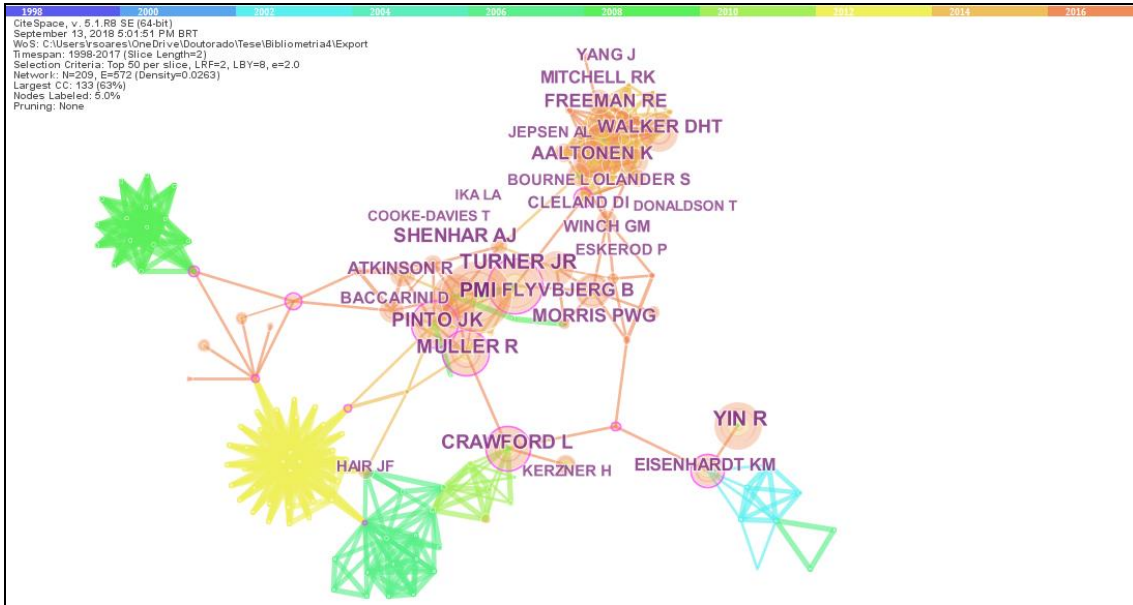 1998 2000 2002 2004 2006 2008 2010 2012 2014 2016
CiteSpace, v. 5.1.R8 SE (64-bit)
September 13, 2018 5:01:51 PM BRT
WoS: C:\Users\rsoares\OneDrive\Doutorado\Tese\Bibliometria4\Export
Timespan: 1998-2017 (Slice Length=2)
Selection Criteria: Top 50 per slice, LRF=2, LBY=8, e=2.0
Network: N=209, E=572 (Density=0.0263)
Largest CC: 133 (63%)
Nodes Labeled: 5.0%
Pruning: None
YANG J
MITCHELL RK
FREEMAN RE
JEPSEN AL WALKER DHT
AALTONEN K
BOURNE L OLANDER S
IKA LA CLELAND DI DONALDSON T
COOKE-DAVIES T WINCH GM
SHENHAR AJ ESKEROD P
ATKINSON R TURNER JR
BACCARINI D PMI FLYVBJERG B
PINTO JK MORRIS PWG
MULLER R
YIN R
CRAWFORD L
HAIR JF KERZNER H EISENHARDT KM